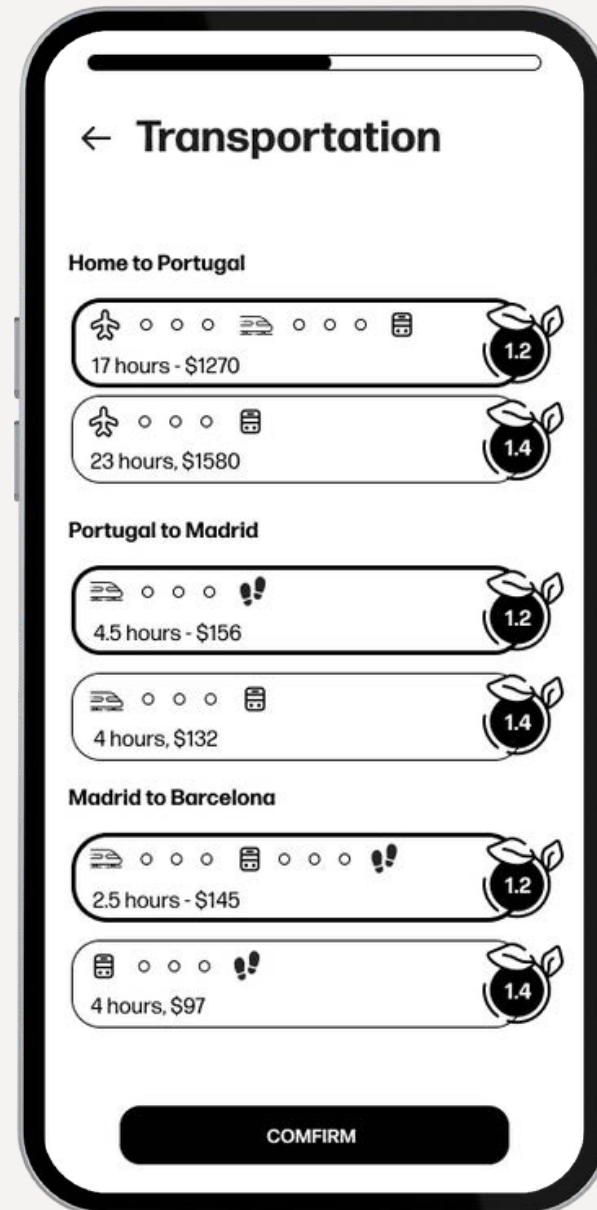 Transportation
Home to Portugal
17 hours - $1270
1.2
23 hours, $1580
1.4
Portugal to Madrid
4.5 hours - $156
1.2
4 hours, $132
1.4
Madrid to Barcelona
2.5 hours - $145
1.2
4 hours, $97
1.4
COMFIRM